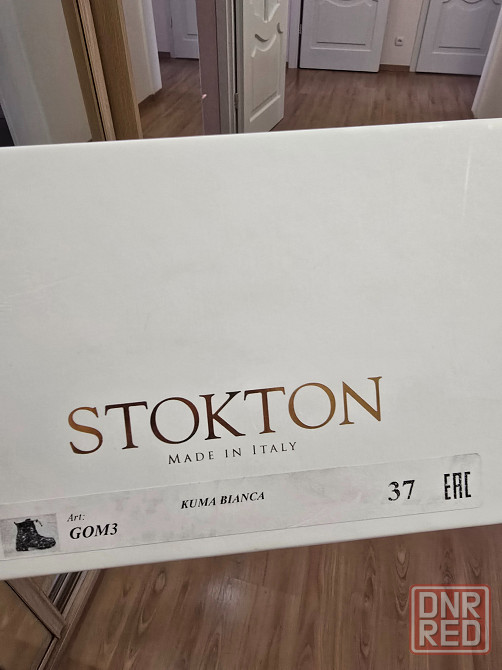 STOKTON
MADE IN ITALY
KUMA BIANCA
37
EAC
Art:
GOM3
DNR
RED